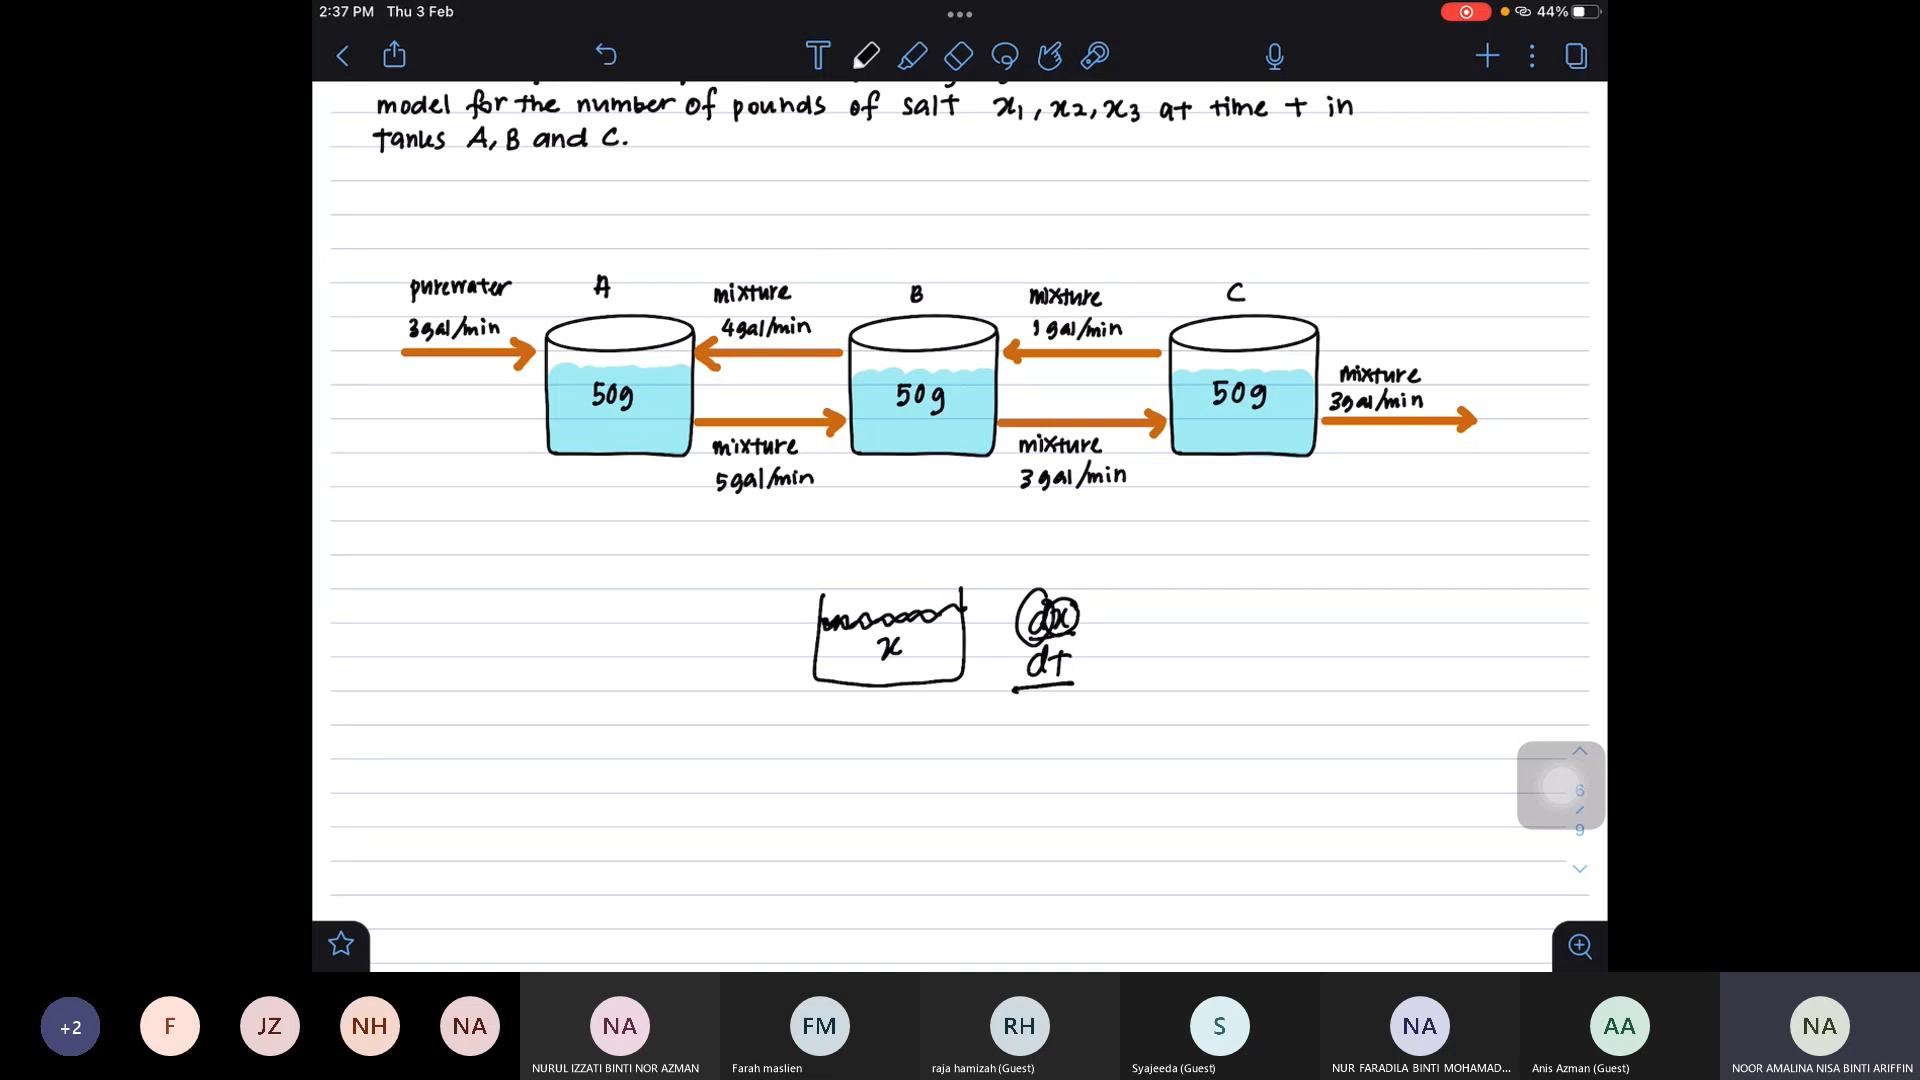 2:37 PM Thu 3 Feb
44%
model for the number of pounds of salt x1, x2, x3 at time t in
tanks A, B and C.
purewater
3gal/min
A
mixture
4gal/min
B
mixture
1gal/min
C
mixture
3gal/min
50g
50g
50g
mixture
5gal/min
mixture
3gal/min
x
dx
dt
6
/
9
+2
F
JZ
NH
NA
NA
NURUL IZZATI BINTI NOR AZMAN
FM
Farah maslien
RH
raja hamizah (Guest)
S
Syajeeda (Guest)
NA
NUR FARADILA BINTI MOHAMAD...
AA
Anis Azman (Guest)
NA
NOOR AMALINA NISA BINTI ARIFFIN